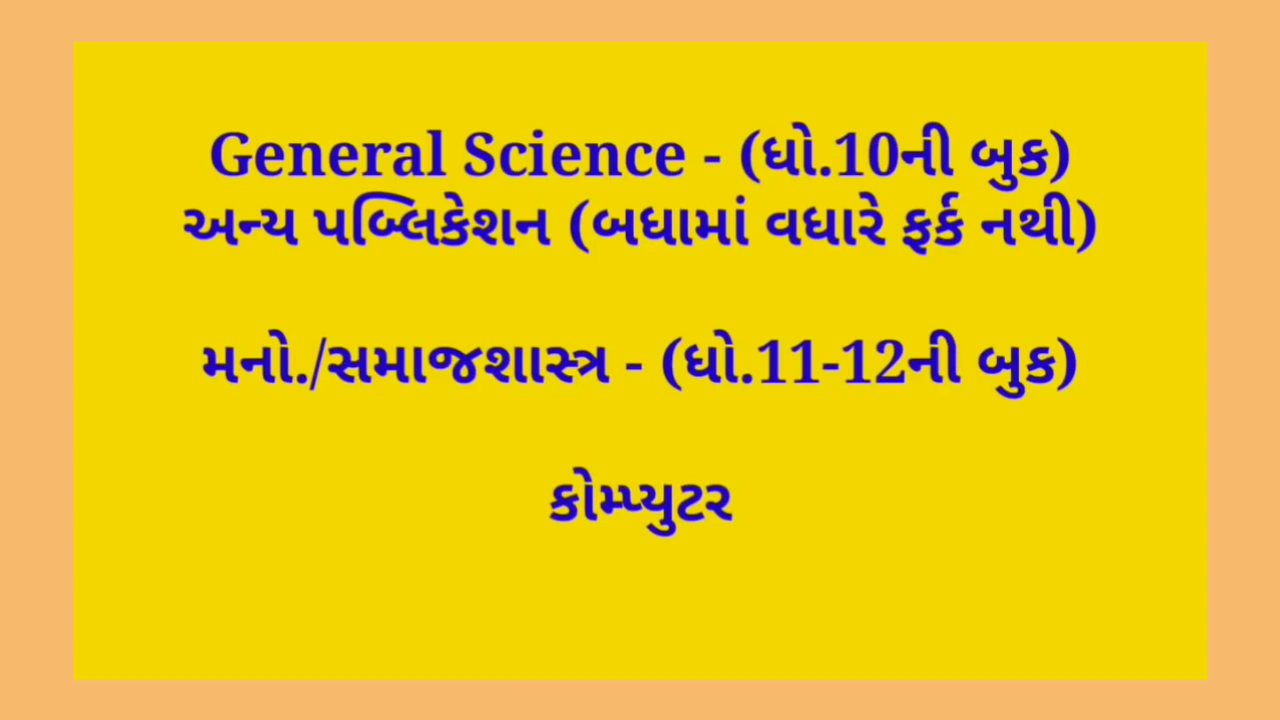 General Science - (ધો.10ની બુક)
અન્ય પબ્લિકેશન (બધામાં વધારે ફર્ક નથી)
મનો./સમાજશાસ્ત્ર - (ધો.11-12ની બુક)
કોમ્પ્યુટર